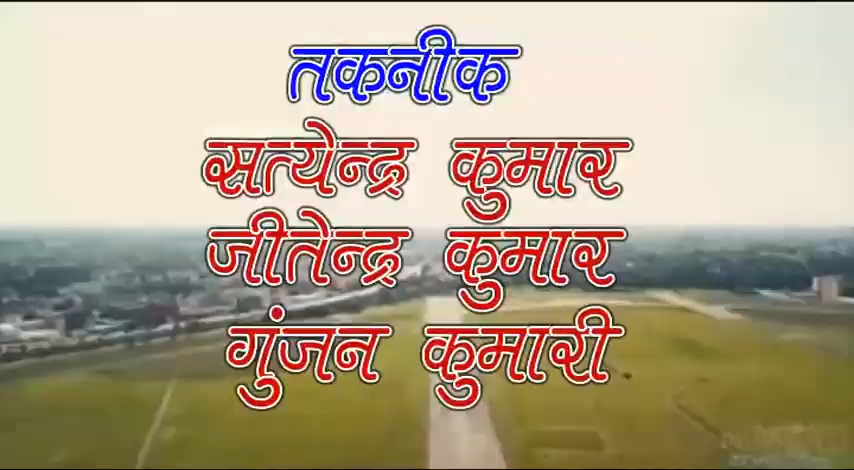 तकनीक
सत्येन्द्र कुमार
जीतेन्द्र कुमार
गुंजन कुमारी